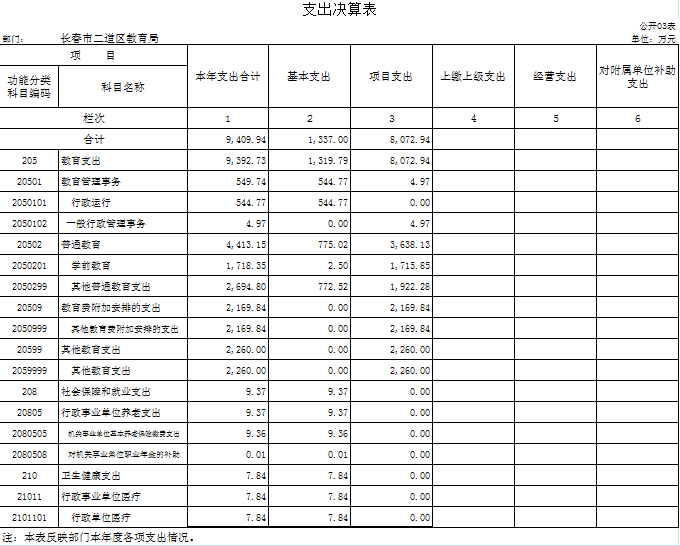 支出决算表
公开03表
部门： 长春市二道区教育局 单位：万元
项 目 本年支出合计 基本支出 项目支出 上缴上级支出 经营支出 对附属单位补助支出
功能分类科目编码 科目名称
栏次 1 2 3 4 5 6
合计 9,409.94 1,337.00 8,072.94
205 教育支出 9,392.73 1,319.79 8,072.94
20501 教育管理事务 549.74 544.77 4.97
2050101 行政运行 544.77 544.77 0.00
2050102 一般行政管理事务 4.97 0.00 4.97
20502 普通教育 4,413.15 775.02 3,638.13
2050201 学前教育 1,718.35 2.50 1,715.85
2050299 其他普通教育支出 2,694.80 772.52 1,922.28
20509 教育费附加安排的支出 2,169.84 0.00 2,169.84
2050999 其他教育费附加安排的支出 2,169.84 0.00 2,169.84
20599 其他教育支出 2,260.00 0.00 2,260.00
2059999 其他教育支出 2,260.00 0.00 2,260.00
208 社会保障和就业支出 9.37 9.37 0.00
20805 行政事业单位养老支出 9.37 9.37 0.00
2080505 机关事业单位基本养老保险缴费支出 9.36 9.36 0.00
2080508 对机关事业单位职业年金的补助 0.01 0.01 0.00
210 卫生健康支出 7.84 7.84 0.00
21011 行政事业单位医疗 7.84 7.84 0.00
2101101 行政单位医疗 7.84 7.84 0.00
注：本表反映部门本年度各项支出情况。